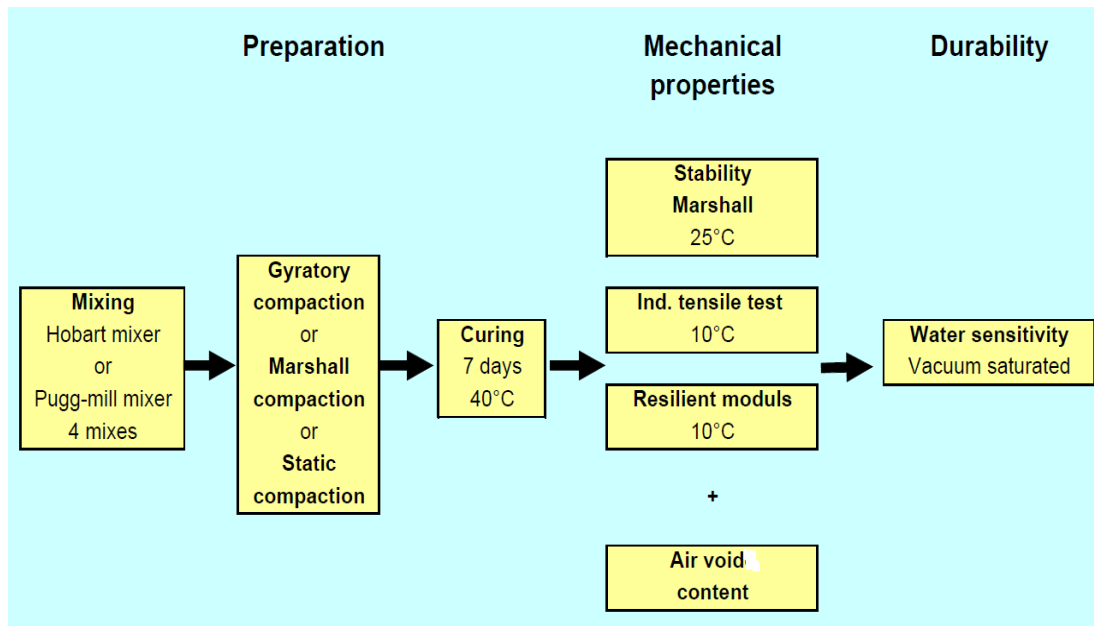 Preparation
Mechanical
properties
Durability
Mixing
Hobart mixer
or
Pugg-mill mixer
4 mixes
Gyratory
compaction
or
Marshall
compaction
or
Static
compaction
Curing
7 days
40°C
Stability
Marshall
25°C
Ind. tensile test
10°C
Resilient moduls
10°C
+
Air void
content
Water sensitivity
Vacuum saturated